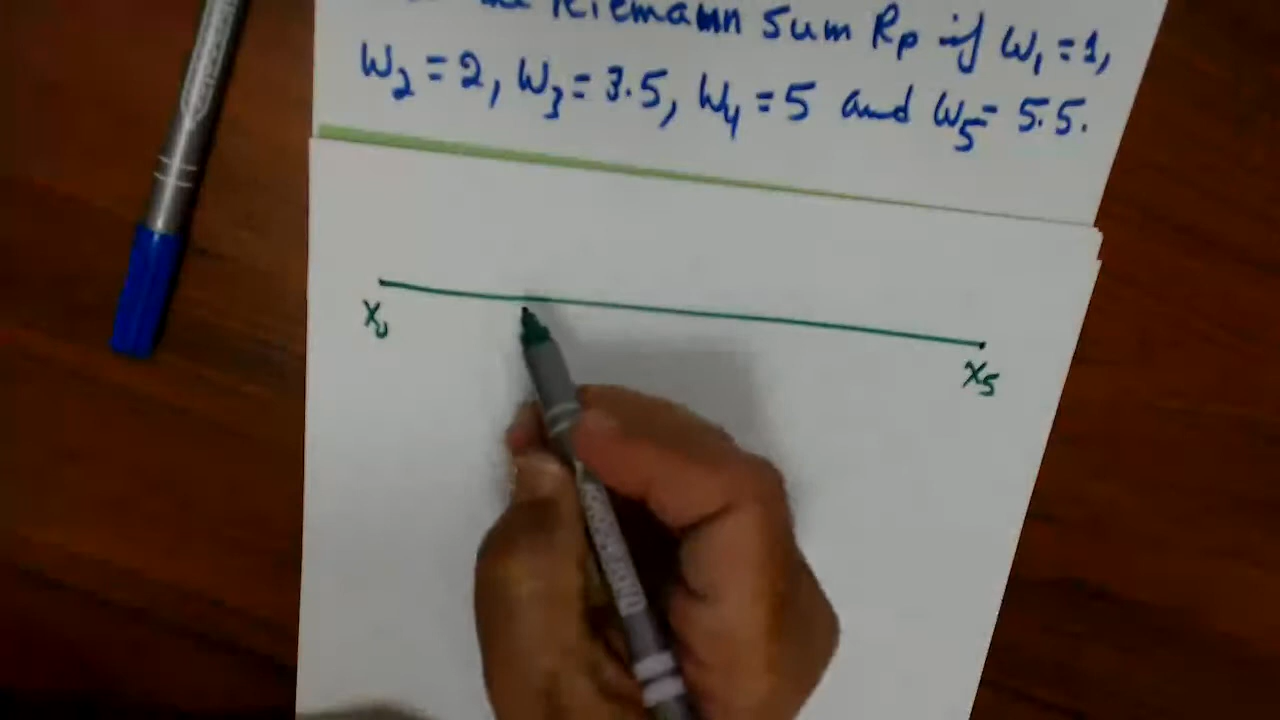 Riemann Sum Rp if w₁ = 1,
w₂ = 2, w₃ = 3.5, w₄ = 5 and w₅ = 5.5.
x₀
x₅